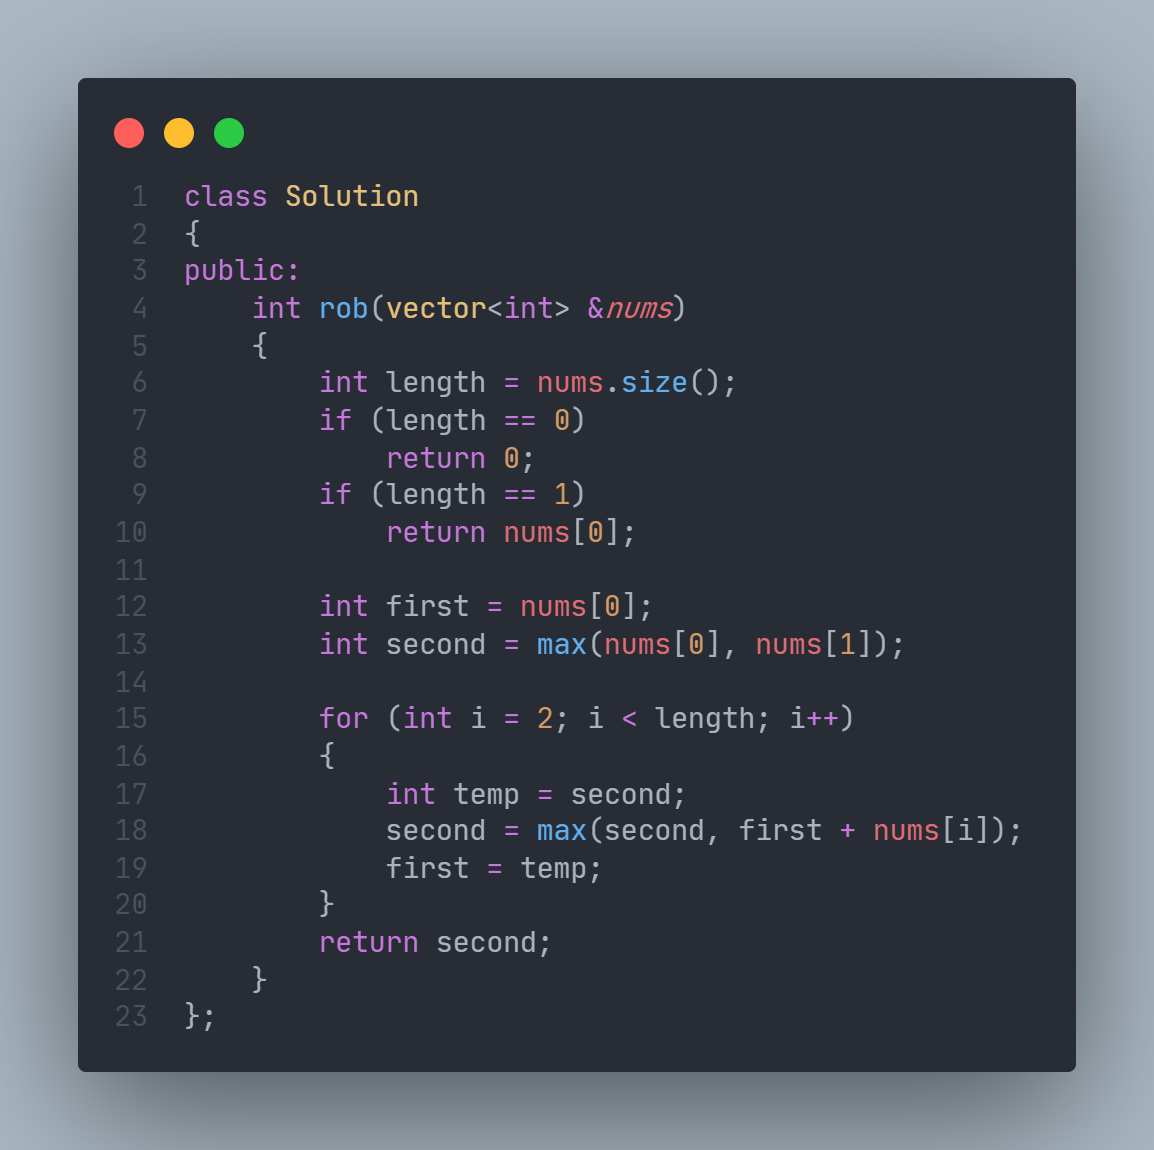 1 class Solution
2 {
3 public:
4     int rob(vector<int> &nums)
5     {
6         int length = nums.size();
7         if (length == 0)
8             return 0;
9         if (length == 1)
10             return nums[0];
11
12         int first = nums[0];
13         int second = max(nums[0], nums[1]);
14
15         for (int i = 2; i < length; i++)
16         {
17             int temp = second;
18             second = max(second, first + nums[i]);
19             first = temp;
20         }
21         return second;
22     }
23 };